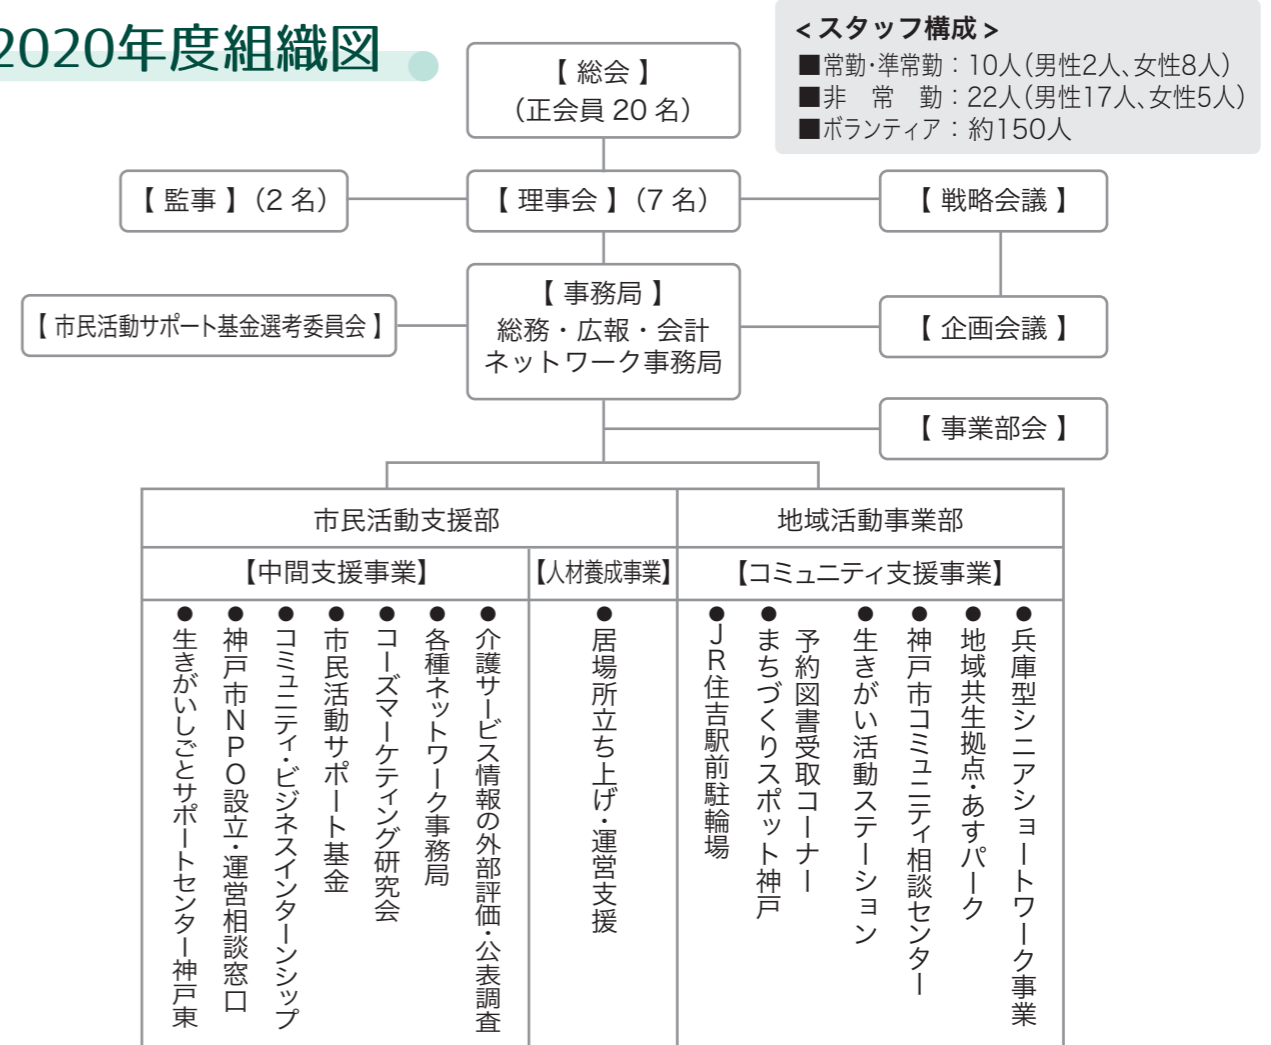 2020年度組織図
<スタッフ構成>
■常勤・準常勤：10人（男性2人、女性8人）
■非　常　勤：22人（男性17人、女性5人）
■ボランティア：約150人
【 総会 】
（正会員 20 名）
【 監事 】（2 名）
【 理事会 】（7 名）
【 戦略会議 】
【 市民活動サポート基金選考委員会 】
【 事務局 】
総務・広報・会計
ネットワーク事務局
【 企画会議 】
【 事業部会 】
市民活動支援部
地域活動事業部
【中間支援事業】
【人材養成事業】
【コミュニティ支援事業】
●生きがいしごとサポートセンター神戸東
●神戸市NPO設立・運営相談窓口
●コミュニティ・ビジネスインターンシップ
●市民活動サポート基金
●コーズマーケティング研究会
●各種ネットワーク事務局
●介護サービス情報の外部評価・公表調査
●居場所立ち上げ・運営支援
●JR住吉駅前駐輪場
●まちづくりスポット神戸
予約図書受取コーナー
●生きがい活動ステーション
●神戸市コミュニティ相談センター
●地域共生拠点・あすパーク
●兵庫型シニアショートワーク事業